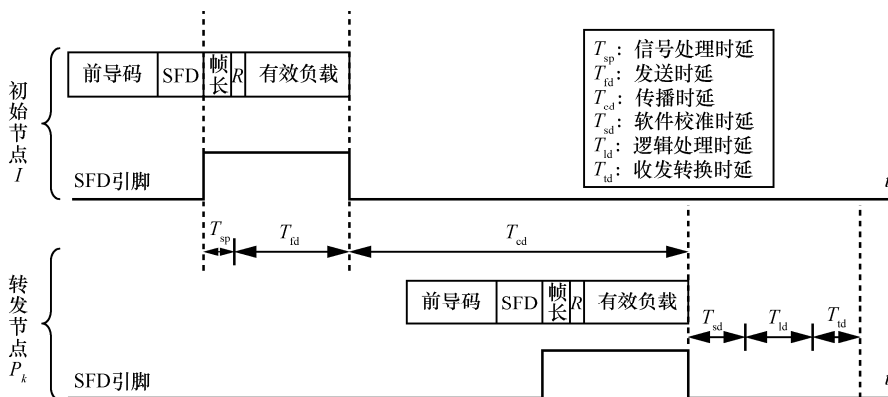 初始节点I
前导码 SFD 帧长 R 有效负载
SFD引脚
t
T_sp：信号处理时延
T_fd：发送时延
T_cd：传播时延
T_sd：软件校准时延
T_ld：逻辑处理时延
T_td：收发转换时延
T_sp T_fd T_cd
转发节点P_k
前导码 SFD 帧长 R 有效负载
T_sd T_ld T_td
SFD引脚
t